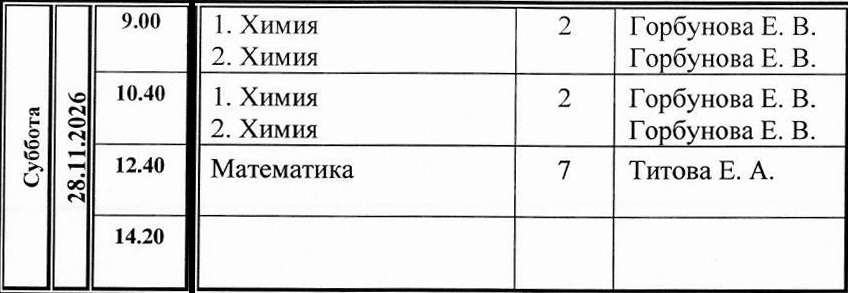 Суббота
28.11.2026
9.00
1. Химия 2 Горбунова Е. В.
2. Химия Горбунова Е. В.
10.40
1. Химия 2 Горбунова Е. В.
2. Химия Горбунова Е. В.
12.40
Математика 7 Титова Е. А.
14.20